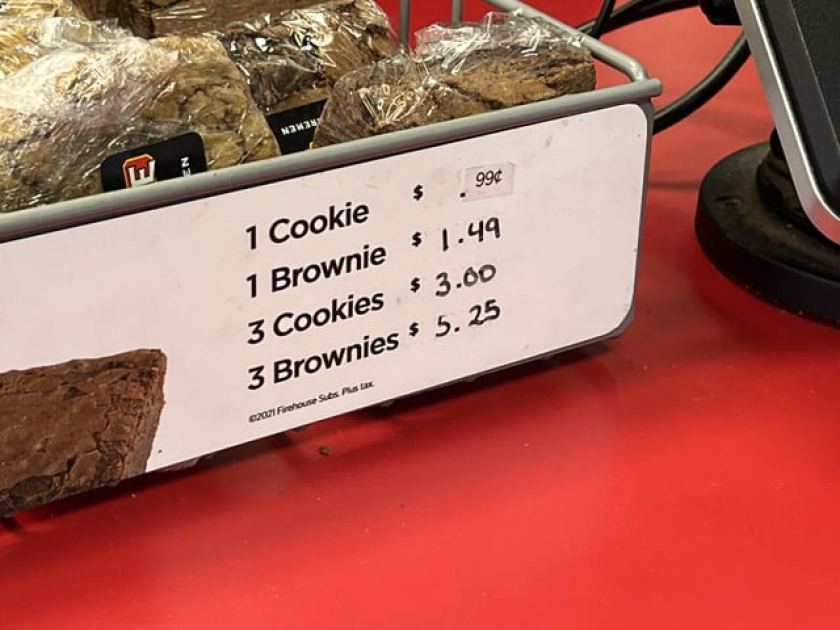 1 Cookie $ . 99¢
1 Brownie $ 1.49
3 Cookies $ 3.00
3 Brownies $ 5.25
©2021 Firehouse Subs. Plus tax.